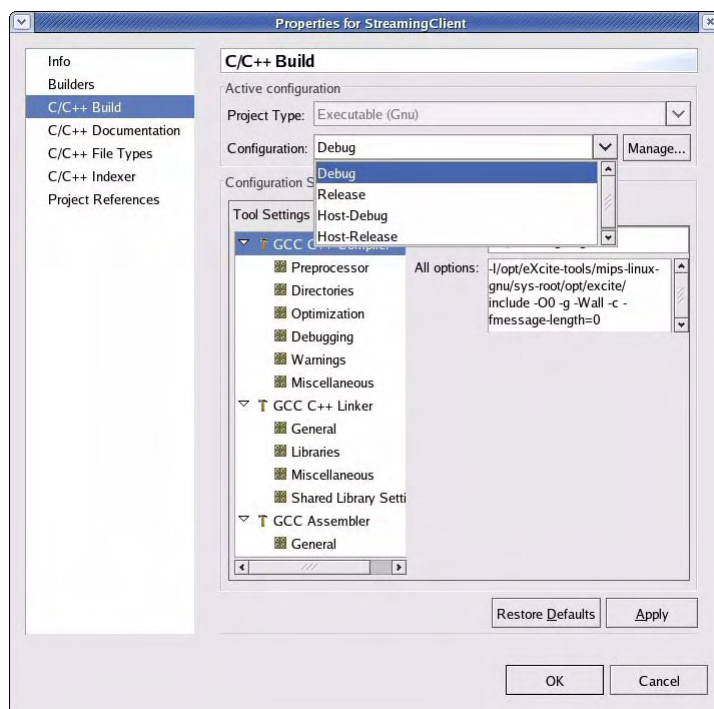 Properties for StreamingClient
Info
Builders
C/C++ Build
C/C++ Documentation
C/C++ File Types
C/C++ Indexer
Project References
C/C++ Build
Active configuration
Project Type: Executable (Gnu)
Configuration: Debug Manage...
Debug
Release
Host-Debug
Host-Release
Configuration S
Tool Settings
GCC C++ Compiler
Preprocessor
Directories
Optimization
Debugging
Warnings
Miscellaneous
GCC C++ Linker
General
Libraries
Miscellaneous
Shared Library Setti
GCC Assembler
General
All options: -I/opt/eXcite-tools/mips-linux-
gnu/sys-root/opt/excite/
include -O0 -g -Wall -c -
fmessage-length=0
Restore Defaults Apply
OK Cancel